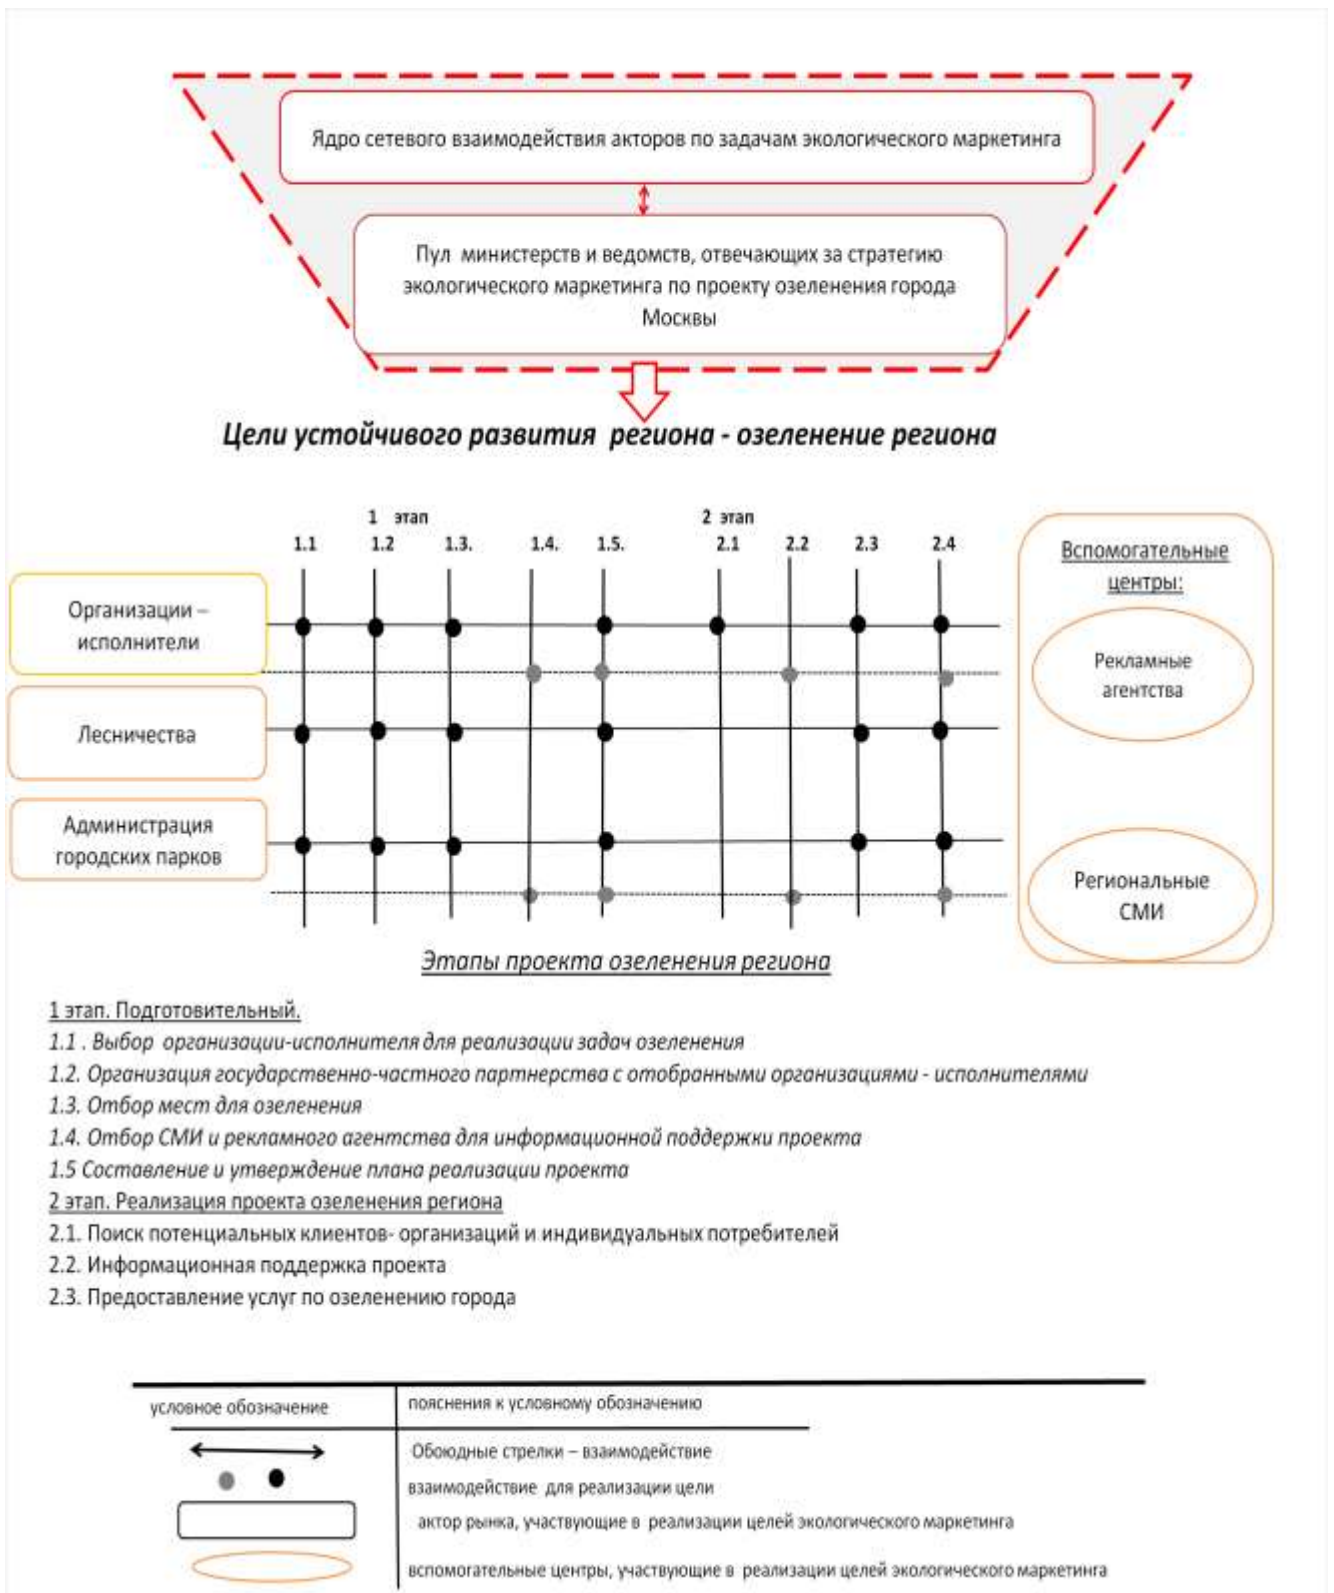 Ядро сетевого взаимодействия акторов по задачам экологического маркетинга
Пул министерств и ведомств, отвечающих за стратегию
экологического маркетинга по проекту озеленения города
Москвы
Цели устойчивого развития региона - озеленение региона
1 этап
2 этап
1.1 1.2 1.3. 1.4. 1.5. 2.1 2.2 2.3 2.4
Организации –
исполнители
Лесничества
Администрация
городских парков
Вспомогательные
центры:
Рекламные
агентства
Региональные
СМИ
Этапы проекта озеленения региона
1 этап. Подготовительный.
1.1 . Выбор организации-исполнителя для реализации задач озеленения
1.2. Организация государственно-частного партнерства с отобранными организациями - исполнителями
1.3. Отбор мест для озеленения
1.4. Отбор СМИ и рекламного агентства для информационной поддержки проекта
1.5 Составление и утверждение плана реализации проекта
2 этап. Реализация проекта озеленения региона
2.1. Поиск потенциальных клиентов- организаций и индивидуальных потребителей
2.2. Информационная поддержка проекта
2.3. Предоставление услуг по озеленению города
условное обозначение
пояснения к условному обозначению
Обоюдные стрелки – взаимодействие
взаимодействие для реализации цели
актор рынка, участвующие в реализации целей экологического маркетинга
вспомогательные центры, участвующие в реализации целей экологического маркетинга